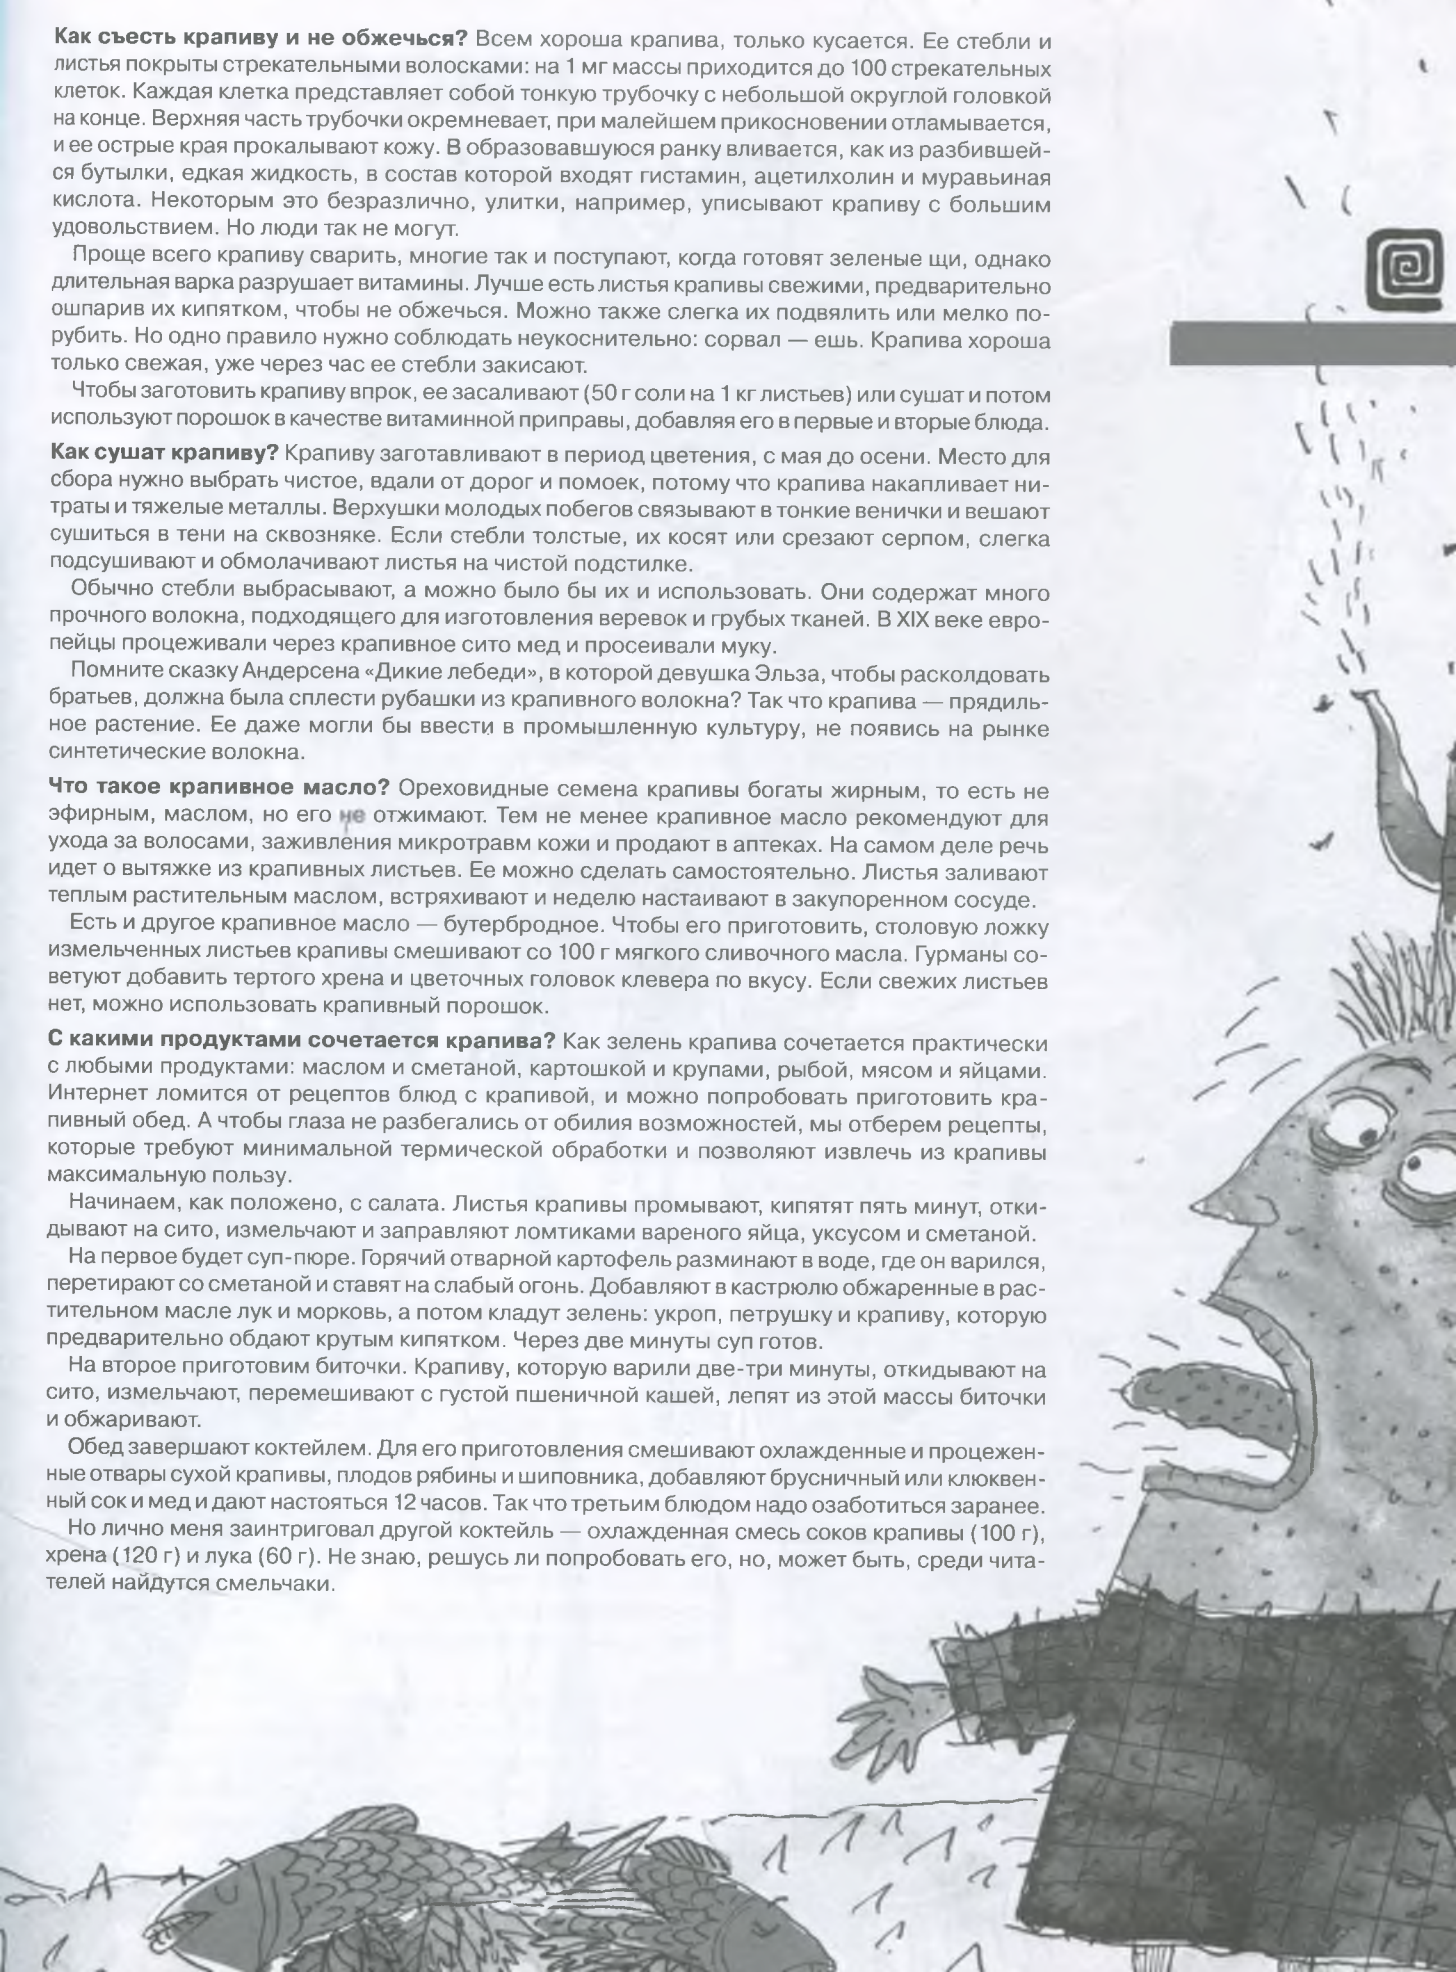 Как съесть крапиву и не обжечься? Всем хороша крапива, только кусается. Ее стебли и
листья покрыты стрекательными волосками: на 1 мг массы приходится до 100 стрекательных
клеток. Каждая клетка представляет собой тонкую трубочку с небольшой округлой головкой
на конце. Верхняя часть трубочки окремневает, при малейшем прикосновении отламывается,
и ее острые края прокалывают кожу. В образовавшуюся ранку вливается, как из разбившей-
ся бутылки, едкая жидкость, в состав которой входят гистамин, ацетилхолин и муравьиная
кислота. Некоторым это безразлично, улитки, например, уписывают крапиву с большим
удовольствием. Но люди так не могут.
Проще всего крапиву сварить, многие так и поступают, когда готовят зеленые щи, однако
длительная варка разрушает витамины. Лучше есть листья крапивы свежими, предварительно
ошпарив их кипятком, чтобы не обжечься. Можно также слегка их подвялить или мелко по-
рубить. Но одно правило нужно соблюдать неукоснительно: сорвал — ешь. Крапива хороша
только свежая, уже через час ее стебли закисают.
Чтобы заготовить крапиву впрок, ее засаливают (50 г соли на 1 кг листьев) или сушат и потом
используют порошок в качестве витаминной приправы, добавляя его в первые и вторые блюда.
Как сушат крапиву? Крапиву заготавливают в период цветения, с мая до осени. Место для
сбора нужно выбрать чистое, вдали от дорог и помоек, потому что крапива накапливает ни-
траты и тяжелые металлы. Верхушки молодых побегов связывают в тонкие венички и вешают
сушиться в тени на сквозняке. Если стебли толстые, их косят или срезают серпом, слегка
подсушивают и обмолачивают листья на чистой подстилке.
Обычно стебли выбрасывают, а можно было бы их и использовать. Они содержат много
прочного волокна, подходящего для изготовления веревок и грубых тканей. В XIX веке евро-
пейцы процеживали через крапивное сито мед и просеивали муку.
Помните сказку Андерсена «Дикие лебеди», в которой девушка Эльза, чтобы расколдовать
братьев, должна была сплести рубашки из крапивного волокна? Так что крапива — прядиль-
ное растение. Ее даже могли бы ввести в промышленную культуру, не появись на рынке
синтетические волокна.
Что такое крапивное масло? Ореховидные семена крапивы богаты жирным, то есть не
эфирным, маслом, но его не отжимают. Тем не менее крапивное масло рекомендуют для
ухода за волосами, заживления микротравм кожи и продают в аптеках. На самом деле речь
идет о вытяжке из крапивных листьев. Ее можно сделать самостоятельно. Листья заливают
теплым растительным маслом, встряхивают и неделю настаивают в закупоренном сосуде.
Есть и другое крапивное масло — бутербродное. Чтобы его приготовить, столовую ложку
измельченных листьев крапивы смешивают со 100 г мягкого сливочного масла. Гурманы со-
ветуют добавить тертого хрена и цветочных головок клевера по вкусу. Если свежих листьев
нет, можно использовать крапивный порошок.
С какими продуктами сочетается крапива? Как зелень крапива сочетается практически
с любыми продуктами: маслом и сметаной, картошкой и крупами, рыбой, мясом и яйцами.
Интернет ломится от рецептов блюд с крапивой, и можно попробовать приготовить кра-
пивный обед. А чтобы глаза не разбегались от обилия возможностей, мы отберем рецепты,
которые требуют минимальной термической обработки и позволяют извлечь из крапивы
максимальную пользу.
Начинаем, как положено, с салата. Листья крапивы промывают, кипятят пять минут, отки-
дывают на сито, измельчают и заправляют ломтиками вареного яйца, уксусом и сметаной.
На первое будет суп-пюре. Горячий отварной картофель разминают в воде, где он варился,
перетирают со сметаной и ставят на слабый огонь. Добавляют в кастрюлю обжаренные в рас-
тительном масле лук и морковь, а потом кладут зелень: укроп, петрушку и крапиву, которую
предварительно обдают крутым кипятком. Через две минуты суп готов.
На второе приготовим биточки. Крапиву, которую варили две-три минуты, откидывают на
сито, измельчают, перемешивают с густой пшеничной кашей, лепят из этой массы биточки
и обжаривают.
Обед завершают коктейлем. Для его приготовления смешивают охлажденные и процежен-
ные отвары сухой крапивы, плодов рябины и шиповника, добавляют брусничный или клюквен-
ный сок и мед и дают настояться 12 часов. Так что третьим блюдом надо озаботиться заранее.
Но лично меня заинтриговал другой коктейль — охлажденная смесь соков крапивы (100 г),
хрена (120 г) и лука (60 г). Не знаю, решусь ли попробовать его, но, может быть, среди чита-
телей найдутся смельчаки.